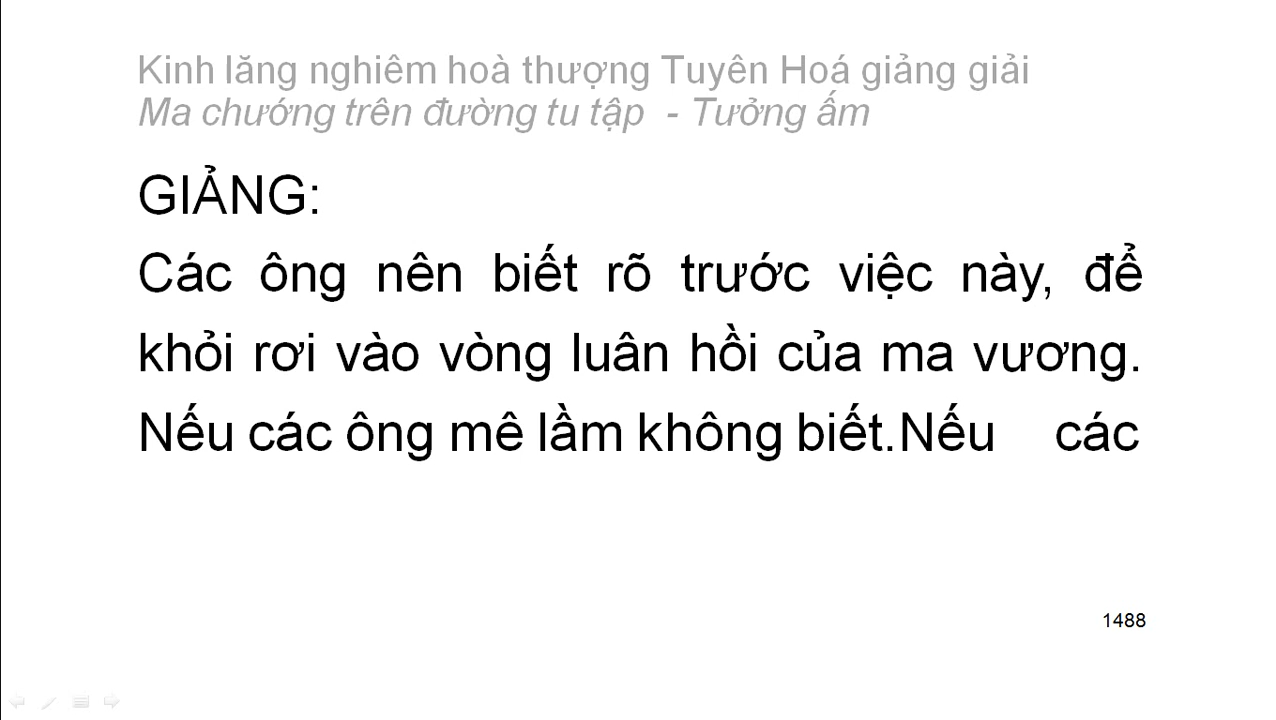 Kinh lăng nghiêm hoà thượng Tuyên Hoá giảng giải
Ma chướng trên đường tu tập - Tưởng ấm
GIẢNG:
Các ông nên biết rõ trước việc này, để
khỏi rơi vào vòng luân hồi của ma vương.
Nếu các ông mê lầm không biết.Nếu các
1488